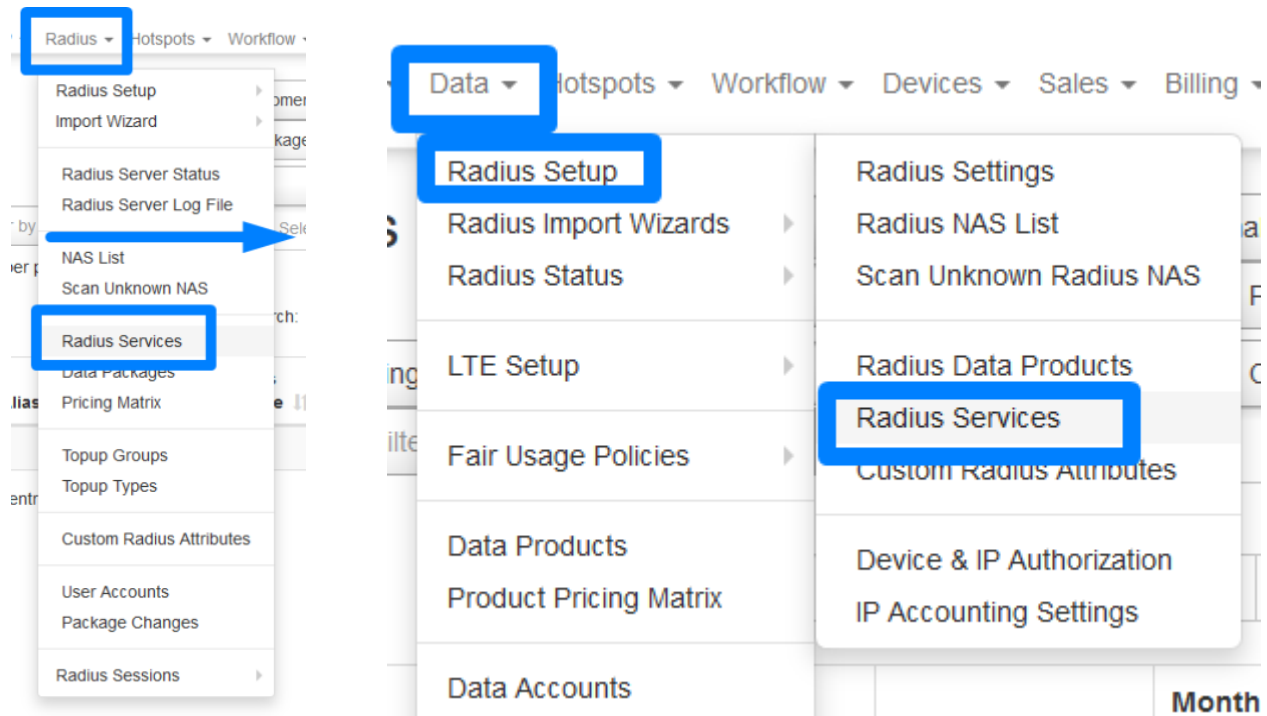 Radius Hotspots Workflow
Radius Setup
Import Wizard
Radius Server Status
Radius Server Log File
by
NAS List
Scan Unknown NAS
Radius Services
Data Packages
Pricing Matrix
Topup Groups
Topup Types
Custom Radius Attributes
User Accounts
Package Changes
Radius Sessions
Data Hotspots Workflow Devices Sales Billing
Radius Setup
Radius Import Wizards
Radius Status
LTE Setup
Fair Usage Policies
Data Products
Product Pricing Matrix
Data Accounts
Radius Settings
Radius NAS List
Scan Unknown Radius NAS
Radius Data Products
Radius Services
Custom Radius Attributes
Device & IP Authorization
IP Accounting Settings
Month